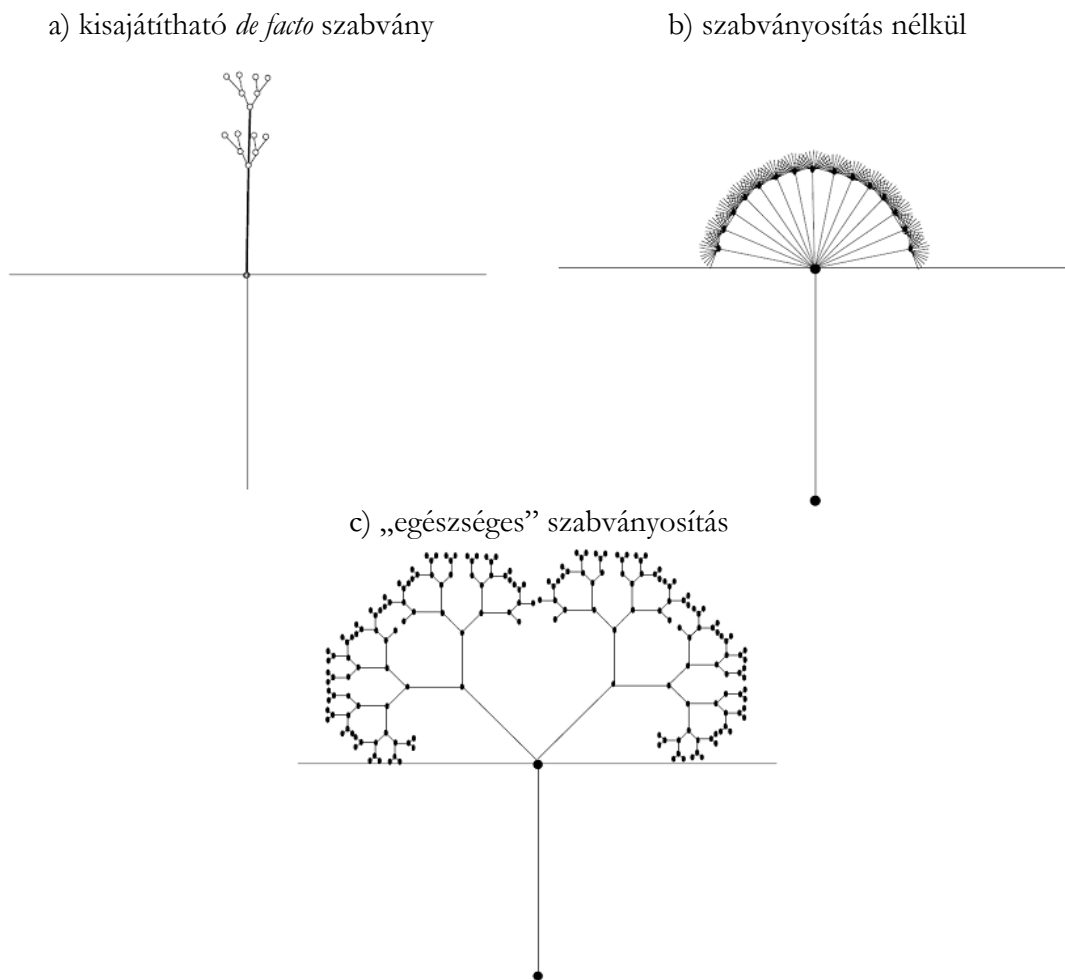 a) kisajátítható de facto szabvány
b) szabványosítás nélkül
c) „egészséges” szabványosítás